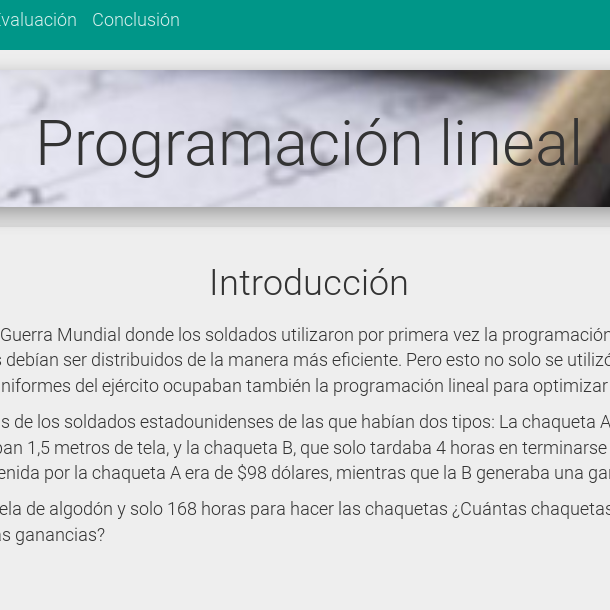 valuación Conclusión
Programación lineal
Introducción
Guerra Mundial donde los soldados utilizaron por primera vez la programación
s debían ser distribuidos de la manera más eficiente. Pero esto no solo se utilizó
niformes del ejército ocupaban también la programación lineal para optimizar
s de los soldados estadounidenses de las que habían dos tipos: La chaqueta A
ban 1,5 metros de tela, y la chaqueta B, que solo tardaba 4 horas en terminarse
enida por la chaqueta A era de $98 dólares, mientras que la B generaba una ga
ela de algodón y solo 168 horas para hacer las chaquetas ¿Cuántas chaquetas
as ganancias?